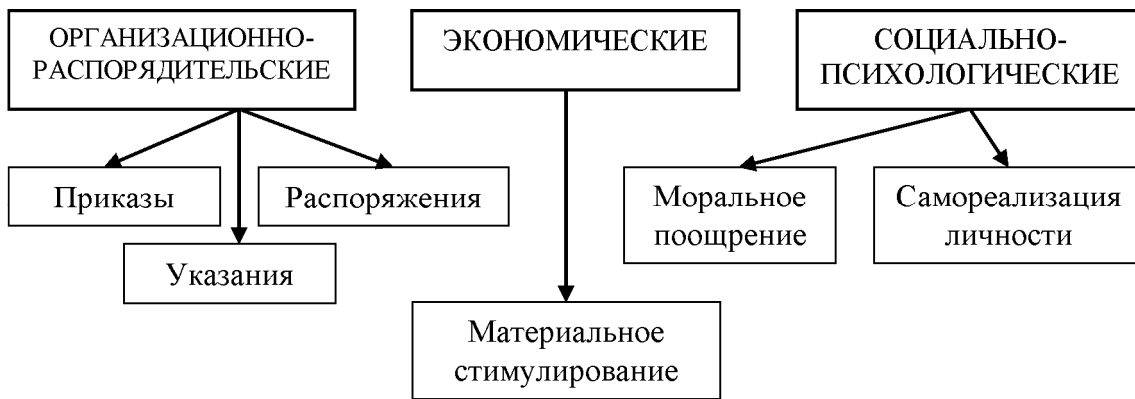 ОРГАНИЗАЦИОННО-
РАСПОРЯДИТЕЛЬСКИЕ
ЭКОНОМИЧЕСКИЕ
СОЦИАЛЬНО-
ПСИХОЛОГИЧЕСКИЕ
Приказы
Распоряжения
Указания
Материальное
стимулирование
Моральное
поощрение
Самореализация
личности